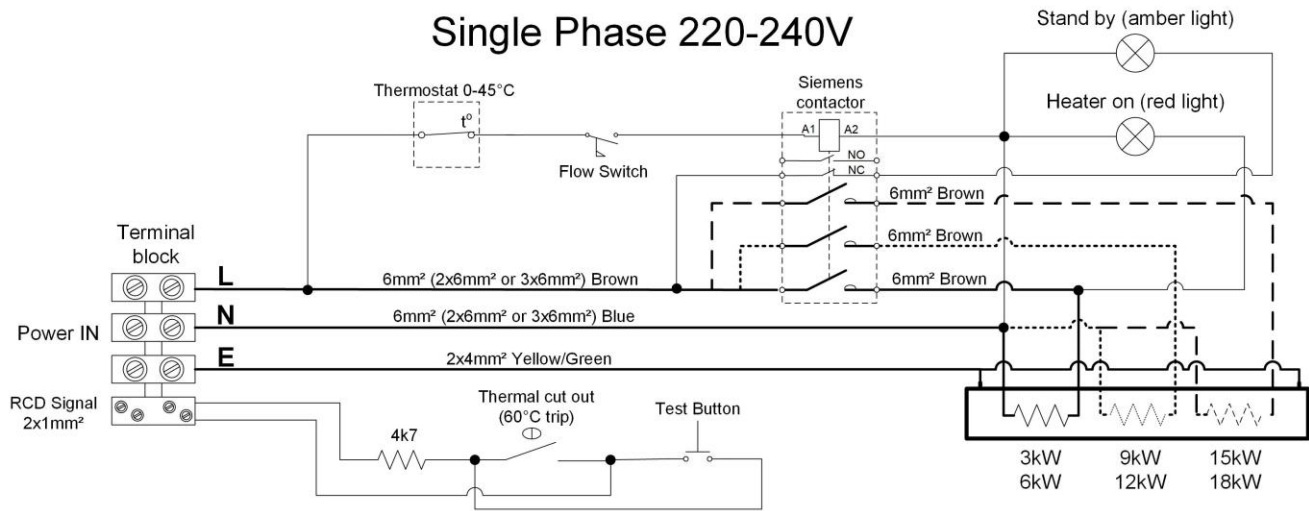 Single Phase 220-240V
Stand by (amber light)
Thermostat 0-45°C
Siemens
contactor
Heater on (red light)
t°
A1
A2
Flow Switch
NO
NC
6mm² Brown
Terminal
block
6mm² Brown
L
6mm² (2x6mm² or 3x6mm²) Brown
6mm² Brown
Power IN
N
6mm² (2x6mm² or 3x6mm²) Blue
E
2x4mm² Yellow/Green
RCD Signal
2x1mm²
Thermal cut out
(60°C trip)
Test Button
4k7
3kW
6kW
9kW
12kW
15kW
18kW